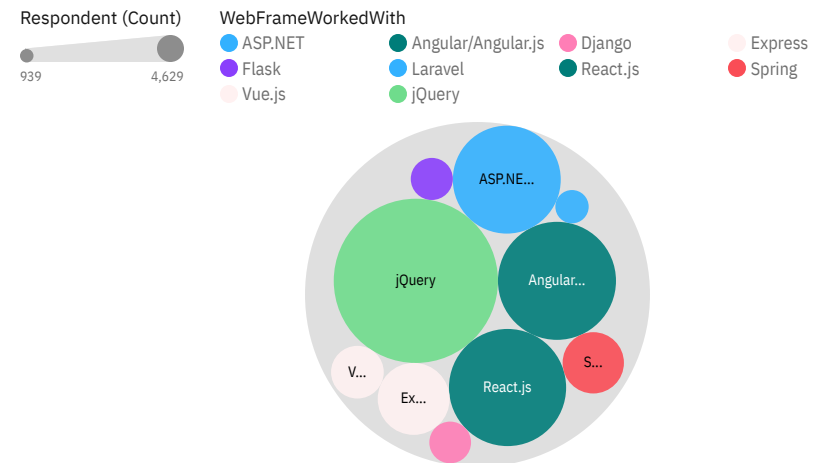 Respondent (Count)
939
4,629
WebFrameWorkedWith
ASP.NET
Angular/Angular.js
Django
Express
Flask
Laravel
React.js
Spring
Vue.js
jQuery
ASP.NE...
jQuery
Angular...
V...
Ex...
React.js
S...